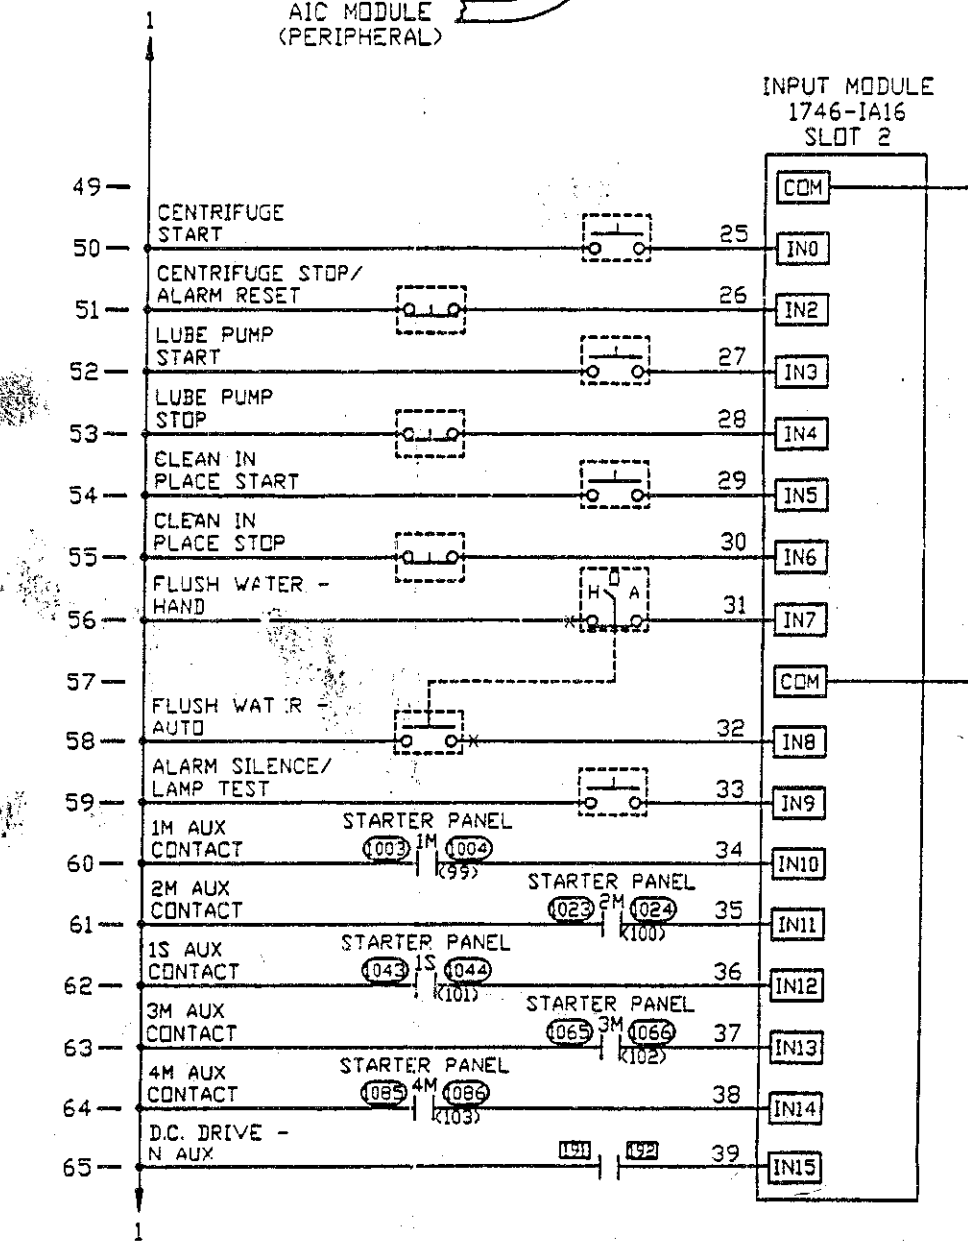 1
AIC MODULE
(PERIPHERAL)
INPUT MODULE
1746-IA16
SLOT 2
49
COM
CENTRIFUGE
START
50
25
IN0
CENTRIFUGE STOP/
ALARM RESET
51
26
IN2
LUBE PUMP
START
52
27
IN3
LUBE PUMP
STOP
53
28
IN4
CLEAN IN
PLACE START
54
29
IN5
CLEAN IN
PLACE STOP
55
30
IN6
FLUSH WATER -
HAND
H O A
56
X
31
IN7
57
COM
FLUSH WAT R -
AUTO
58
X
32
IN8
ALARM SILENCE/
LAMP TEST
59
33
IN9
1M AUX
CONTACT
STARTER PANEL
1003 1M 1004
(99)
60
34
IN10
2M AUX
CONTACT
STARTER PANEL
1023 2M 1024
(100)
61
35
IN11
1S AUX
CONTACT
STARTER PANEL
1043 1S 1044
(101)
62
36
IN12
3M AUX
CONTACT
STARTER PANEL
1065 3M 1066
(102)
63
37
IN13
4M AUX
CONTACT
STARTER PANEL
1085 4M 1086
(103)
64
38
IN14
D.C. DRIVE -
N AUX
191 192
65
39
IN15
1